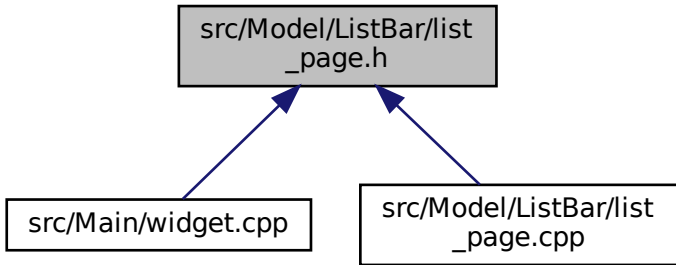 src/Model/ListBar/list
_page.h
src/Main/widget.cpp
src/Model/ListBar/list
_page.cpp